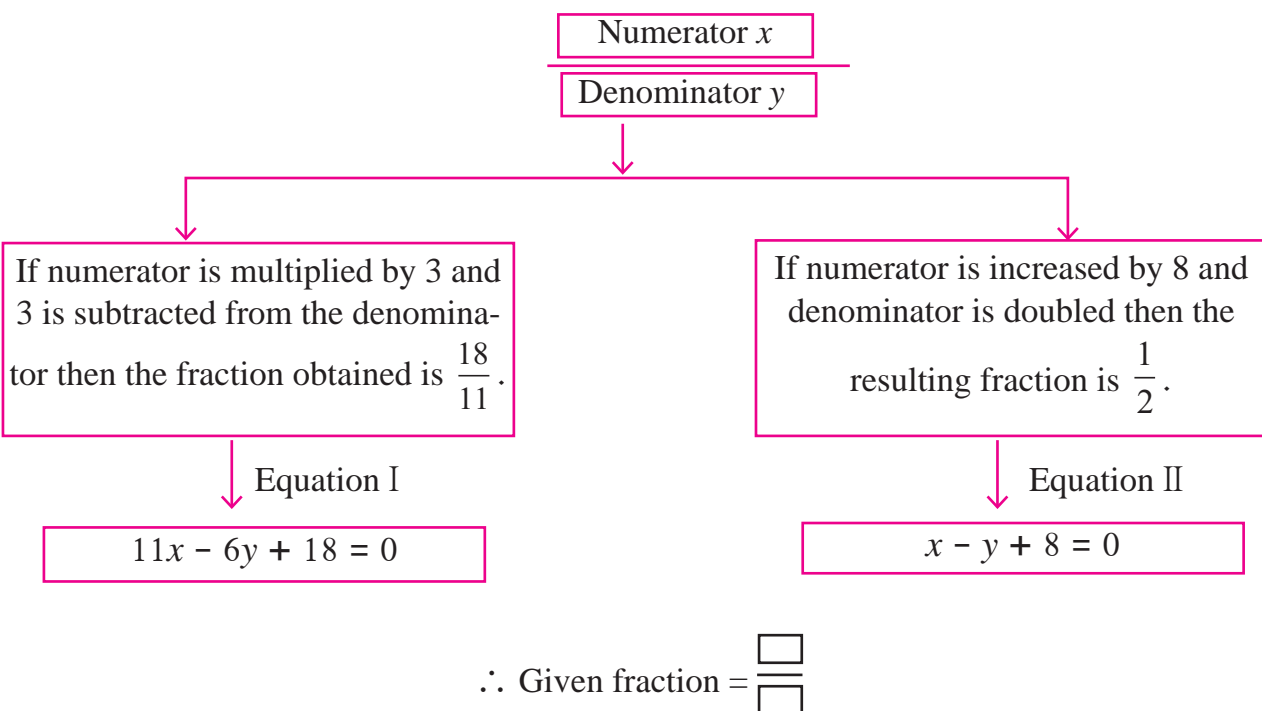 Numerator x
Denominator y
If numerator is multiplied by 3 and
3 is subtracted from the denomina-
tor then the fraction obtained is 18/11 .
Equation I
11x − 6y + 18 = 0
If numerator is increased by 8 and
denominator is doubled then the
resulting fraction is 1/2 .
Equation II
x − y + 8 = 0
∴ Given fraction = □/□